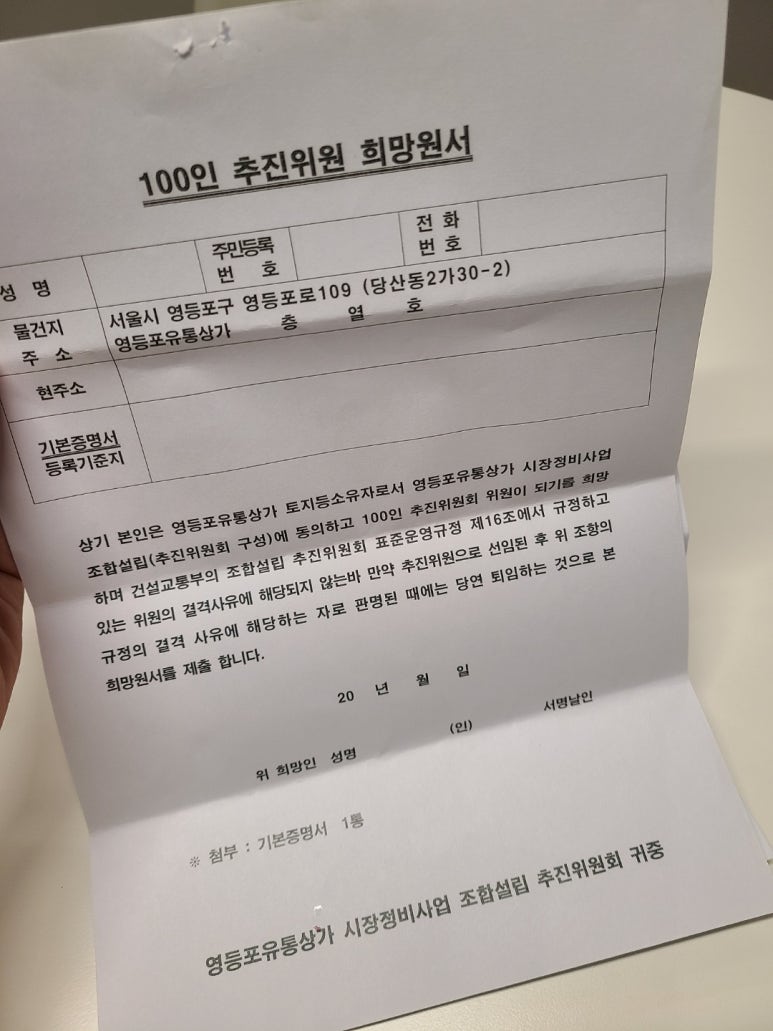 100인 추진위원 희망원서
성 명 주민등록 번 호 전 화 번 호
물건지 주 소 서울시 영등포구 영등포로109 (당산동2가30-2)
영등포유통상가 층 열 호
현주소
기본증명서
등록기준지
상기 본인은 영등포유통상가 토지등소유자로서 영등포유통상가 시장정비사업
조합설립(추진위원회 구성)에 동의하고 100인 추진위원회 위원이 되기를 희망
하며 건설교통부의 조합설립 추진위원회 표준운영규정 제16조에서 규정하고
있는 위원의 결격사유에 해당되지 않는바 만약 추진위원으로 선임된 후 위 조항의
규정의 결격 사유에 해당하는 자로 판명된 때에는 당연 퇴임하는 것으로 본
희망원서를 제출 합니다.
20 년 월 일
서명날인
위 희망인 성명 (인)
※ 첨부 : 기본증명서 1통
영등포유통상가 시장정비사업 조합설립 추진위원회 귀중